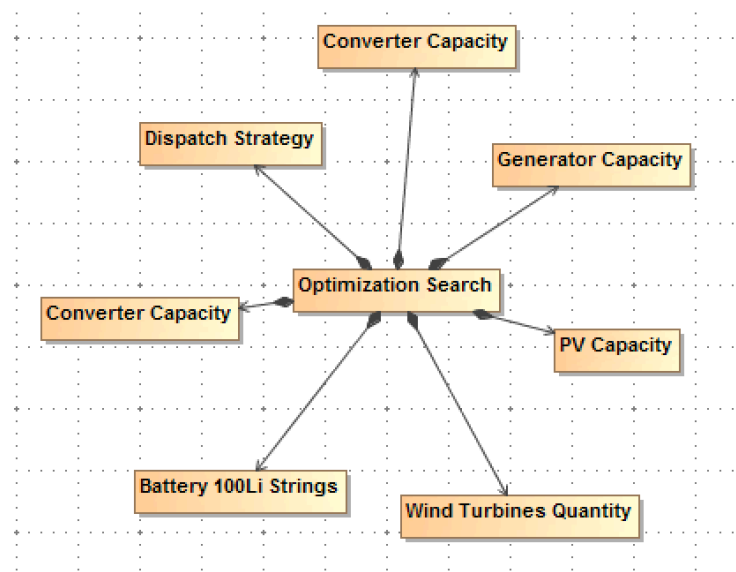 Converter Capacity
Dispatch Strategy
Generator Capacity
Optimization Search
Converter Capacity
PV Capacity
Battery 100Li Strings
Wind Turbines Quantity